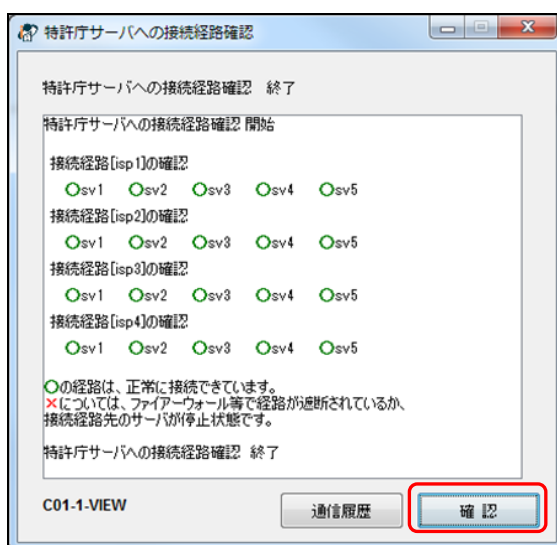 特許庁サーバへの接続経路確認
特許庁サーバへの接続経路確認 終了
特許庁サーバへの接続経路確認 開始
接続経路[isp1]の確認
○sv1 ○sv2 ○sv3 ○sv4 ○sv5
接続経路[isp2]の確認
○sv1 ○sv2 ○sv3 ○sv4 ○sv5
接続経路[isp3]の確認
○sv1 ○sv2 ○sv3 ○sv4 ○sv5
接続経路[isp4]の確認
○sv1 ○sv2 ○sv3 ○sv4 ○sv5
○の経路は、正常に接続できています。
×については、ファイアーウォール等で経路が遮断されているか、
接続経路先のサーバが停止状態です。
特許庁サーバへの接続経路確認 終了
C01-1-VIEW 通信履歴 確認